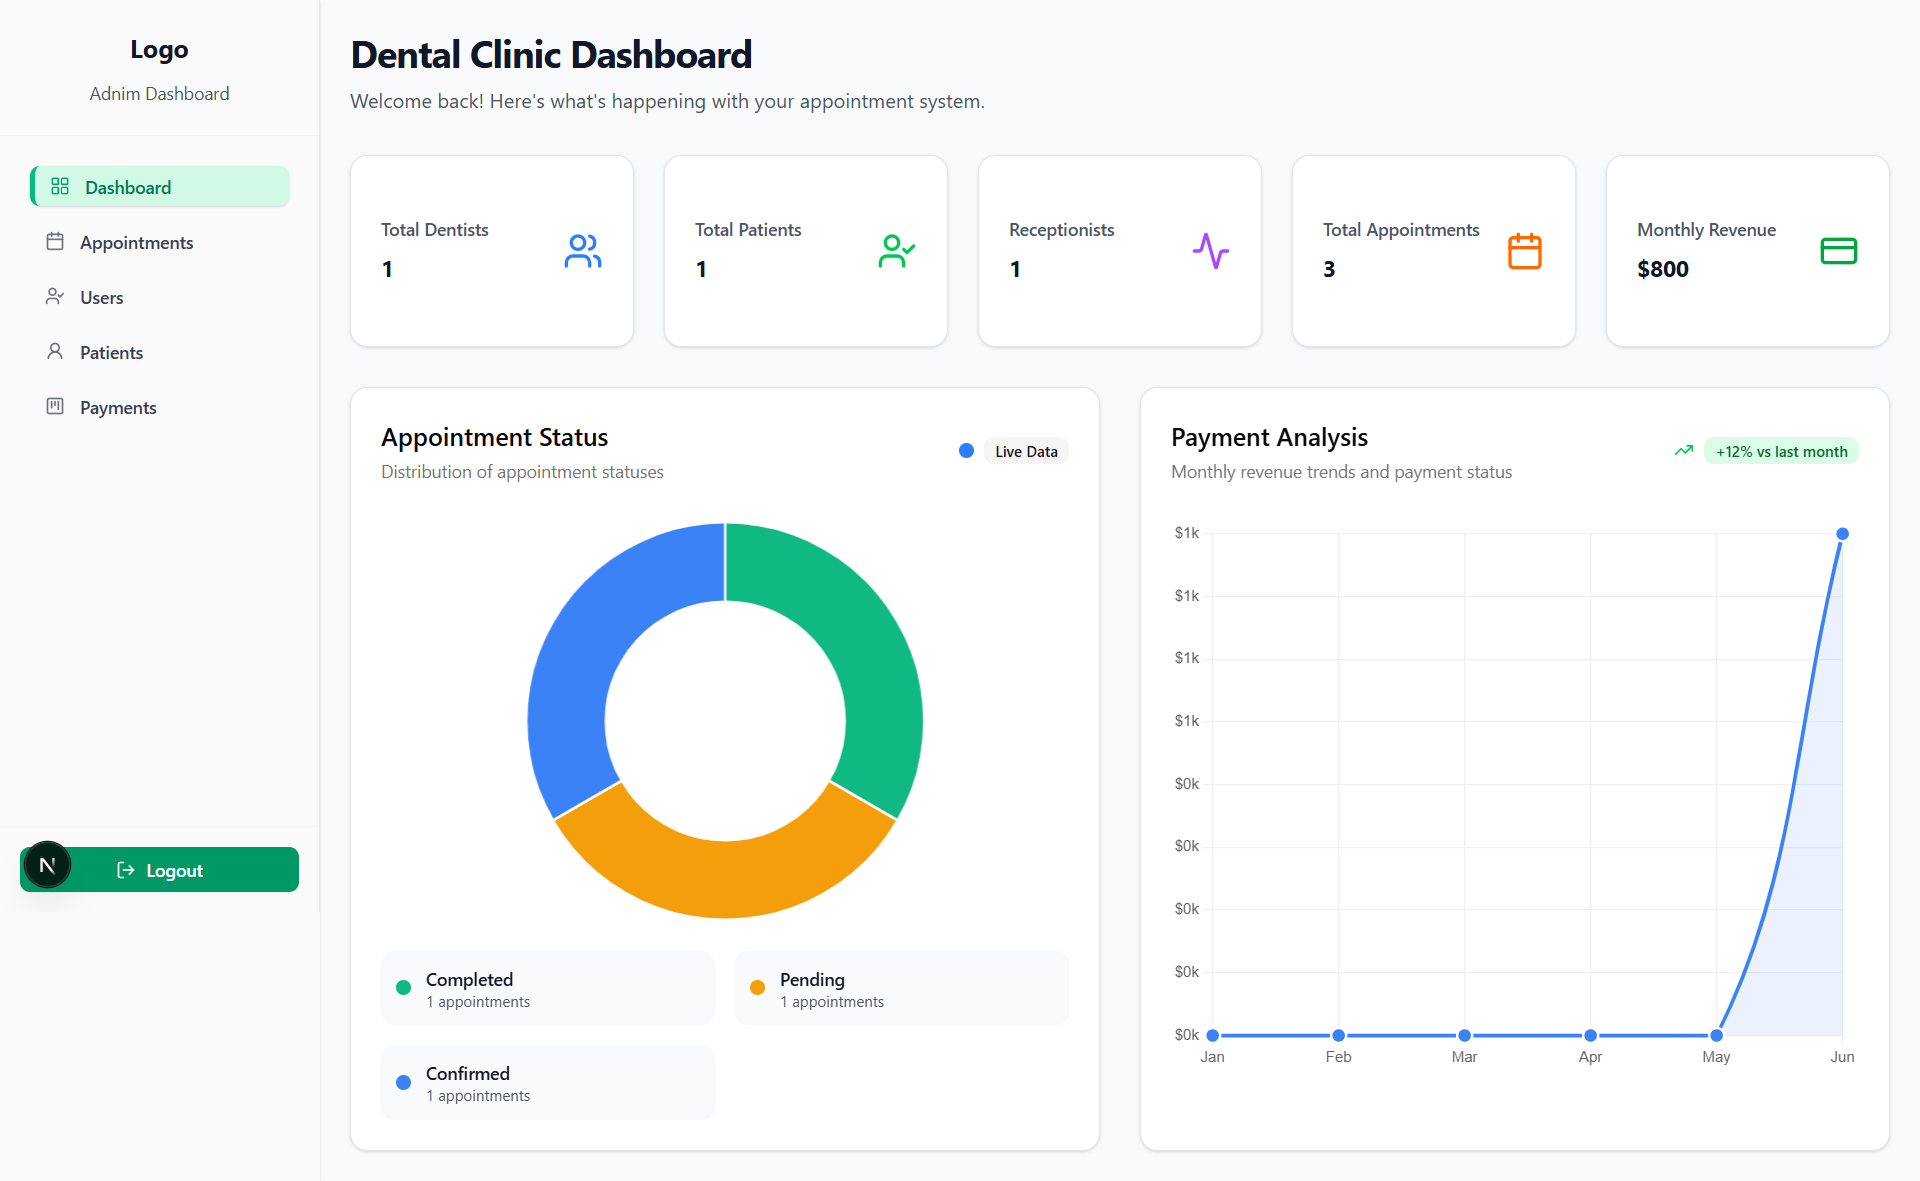 Logo
Adnim Dashboard
Dashboard
Appointments
Users
Patients
Payments
N
Logout
Dental Clinic Dashboard
Welcome back! Here's what's happening with your appointment system.
Total Dentists
1
Total Patients
1
Receptionists
1
Total Appointments
3
Monthly Revenue
$800
Appointment Status
Distribution of appointment statuses
Live Data
Completed
1 appointments
Pending
1 appointments
Confirmed
1 appointments
Payment Analysis
Monthly revenue trends and payment status
+12% vs last month
$1k
$1k
$1k
$1k
$0k
$0k
$0k
$0k
$0k
Jan Feb Mar Apr May Jun